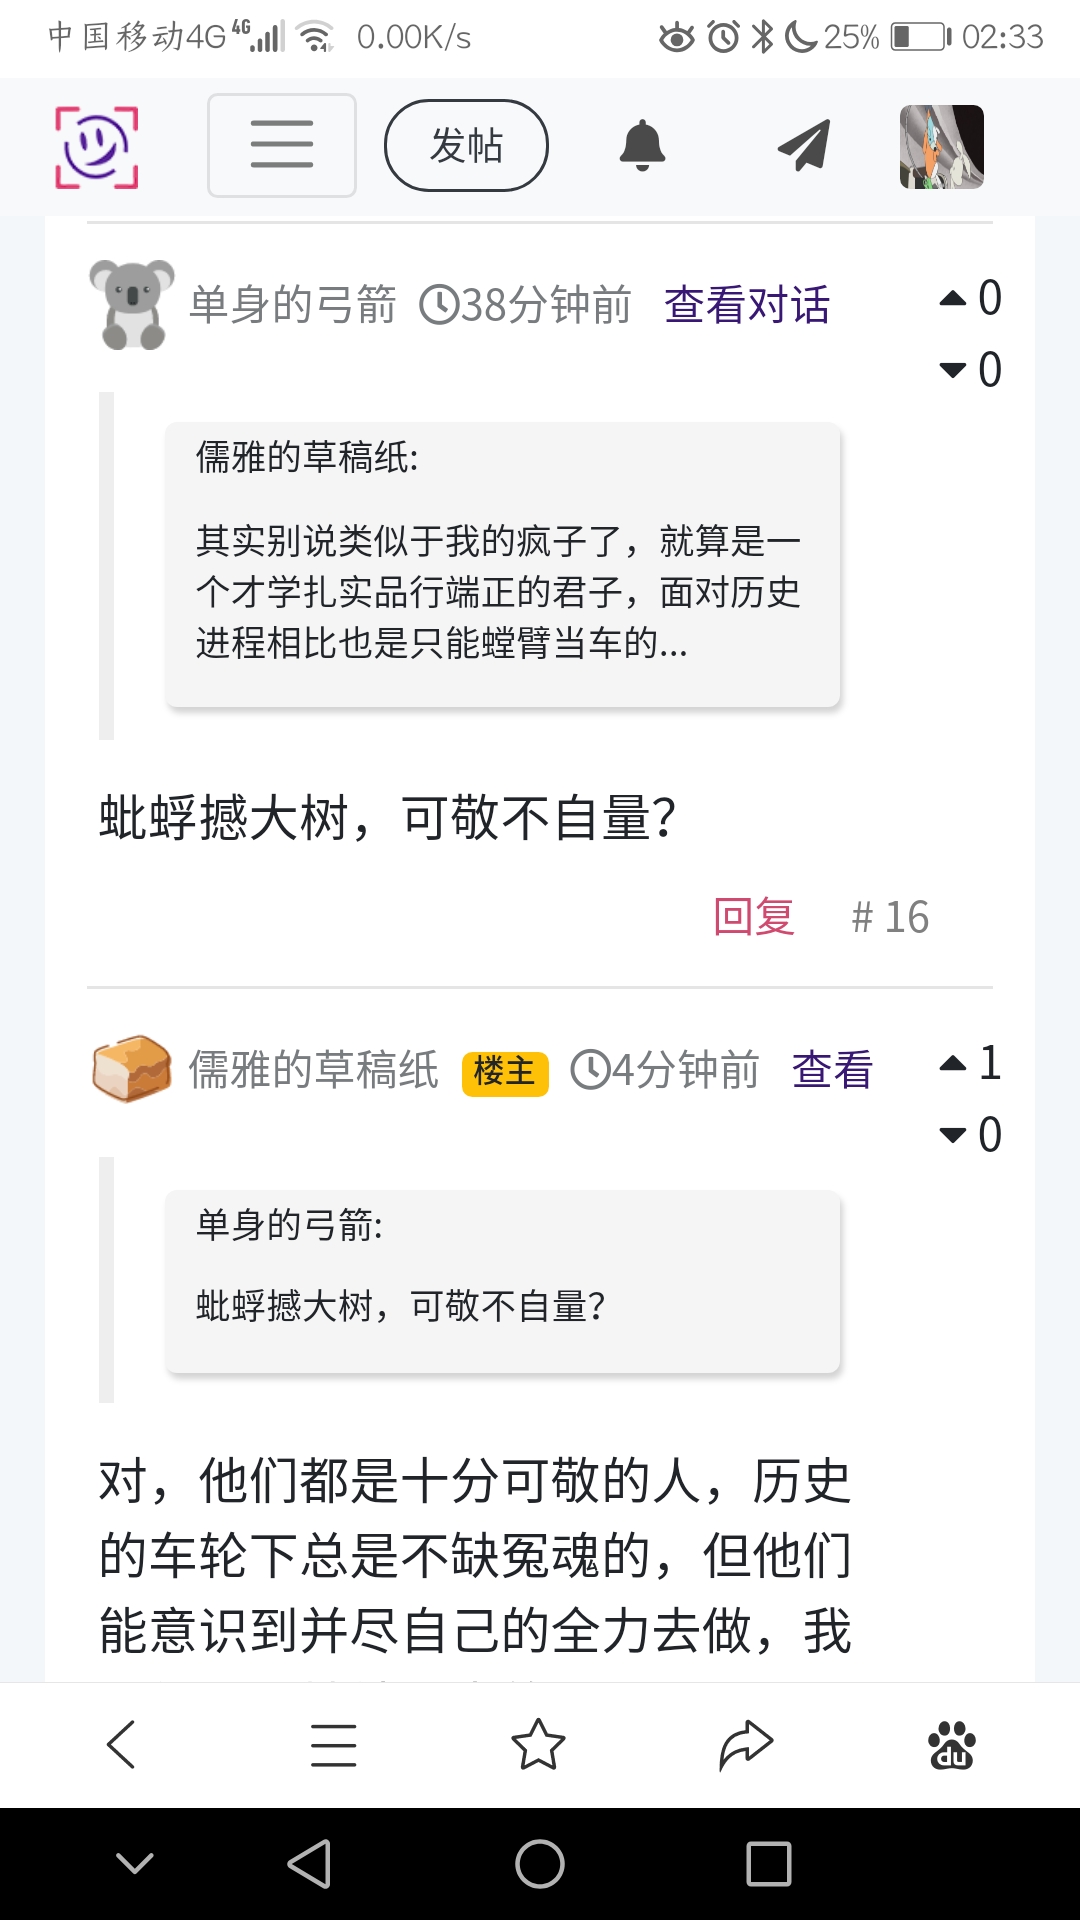 中国移动4G 4G 0.00K/s 25% 02:33
发帖
单身的弓箭 38分钟前 查看对话 0
0
儒雅的草稿纸:
其实别说类似于我的疯子了，就算是一
个才学扎实品行端正的君子，面对历史
进程相比也是只能螳臂当车的...
蚍蜉撼大树，可敬不自量？
回复 # 16
儒雅的草稿纸 楼主 4分钟前 查看 1
0
单身的弓箭:
蚍蜉撼大树，可敬不自量？
对，他们都是十分可敬的人，历史
的车轮下总是不缺冤魂的，但他们
能意识到并尽自己的全力去做，我
du